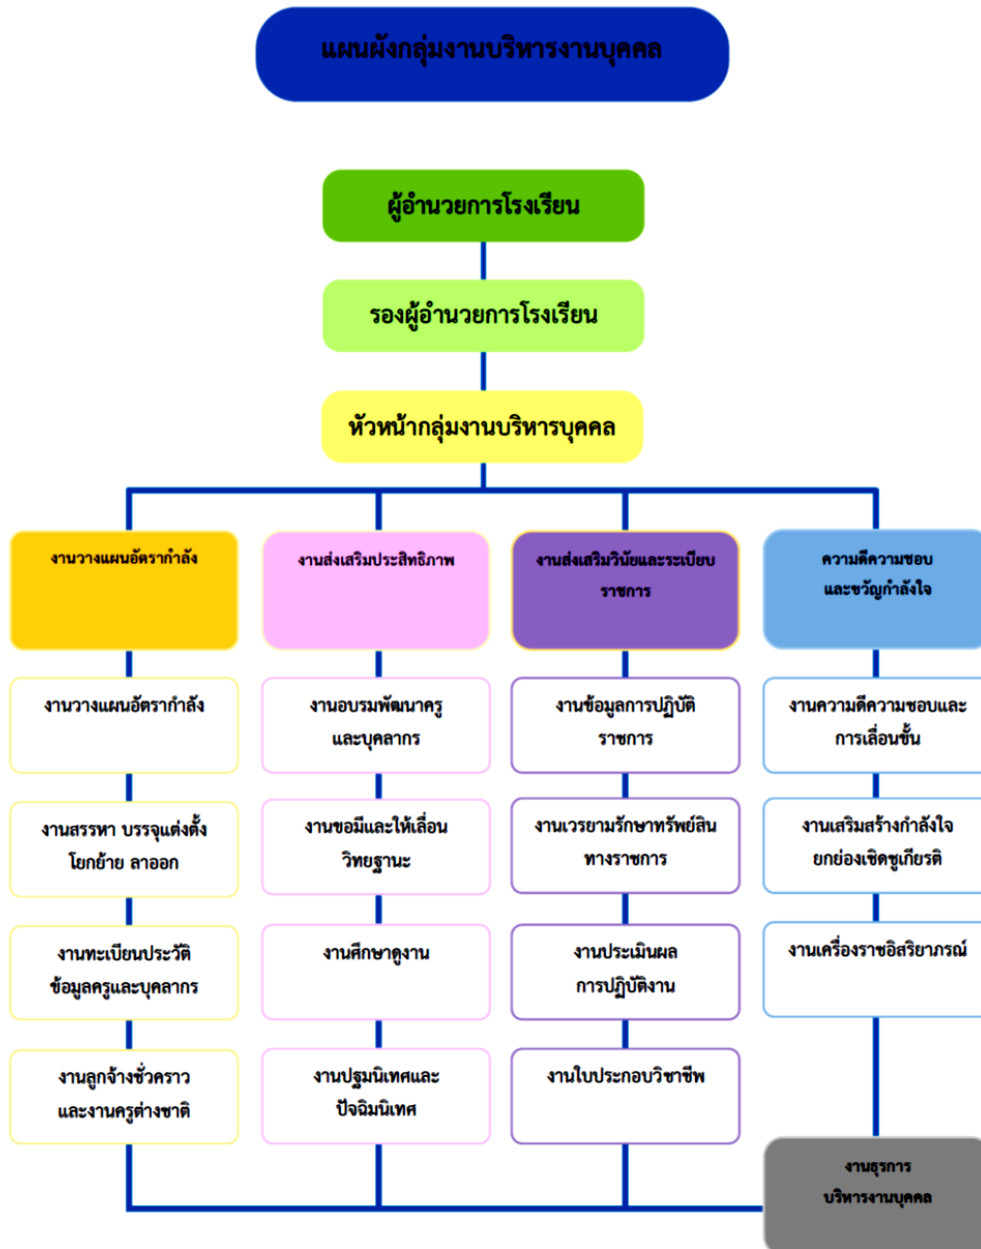 แผนผังกลุ่มงานบริหารงานบุคคล
ผู้อำนวยการโรงเรียน
รองผู้อำนวยการโรงเรียน
หัวหน้ากลุ่มงานบริหารบุคคล
งานวางแผนอัตรากำลัง
งานวางแผนอัตรากำลัง
งานสรรหา บรรจุแต่งตั้ง
โยกย้าย ลาออก
งานทะเบียนประวัติ
ข้อมูลครูและบุคลากร
งานลูกจ้างชั่วคราว
และงานครูต่างชาติ
งานส่งเสริมประสิทธิภาพ
งานอบรมพัฒนาครู
และบุคลากร
งานขอมีและให้เลื่อน
วิทยฐานะ
งานศึกษาดูงาน
งานปฐมนิเทศและ
ปัจฉิมนิเทศ
งานส่งเสริมวินัยและระเบียบ
ราชการ
งานข้อมูลการปฏิบัติ
ราชการ
งานเวรยามรักษาทรัพย์สิน
ทางราชการ
งานประเมินผล
การปฏิบัติงาน
งานใบประกอบวิชาชีพ
ความดีความชอบ
และขวัญกำลังใจ
งานความดีความชอบและ
การเลื่อนขั้น
งานเสริมสร้างกำลังใจ
ยกย่องเชิดชูเกียรติ
งานเครื่องราชอิสริยาภรณ์
งานธุรการ
บริหารงานบุคคล